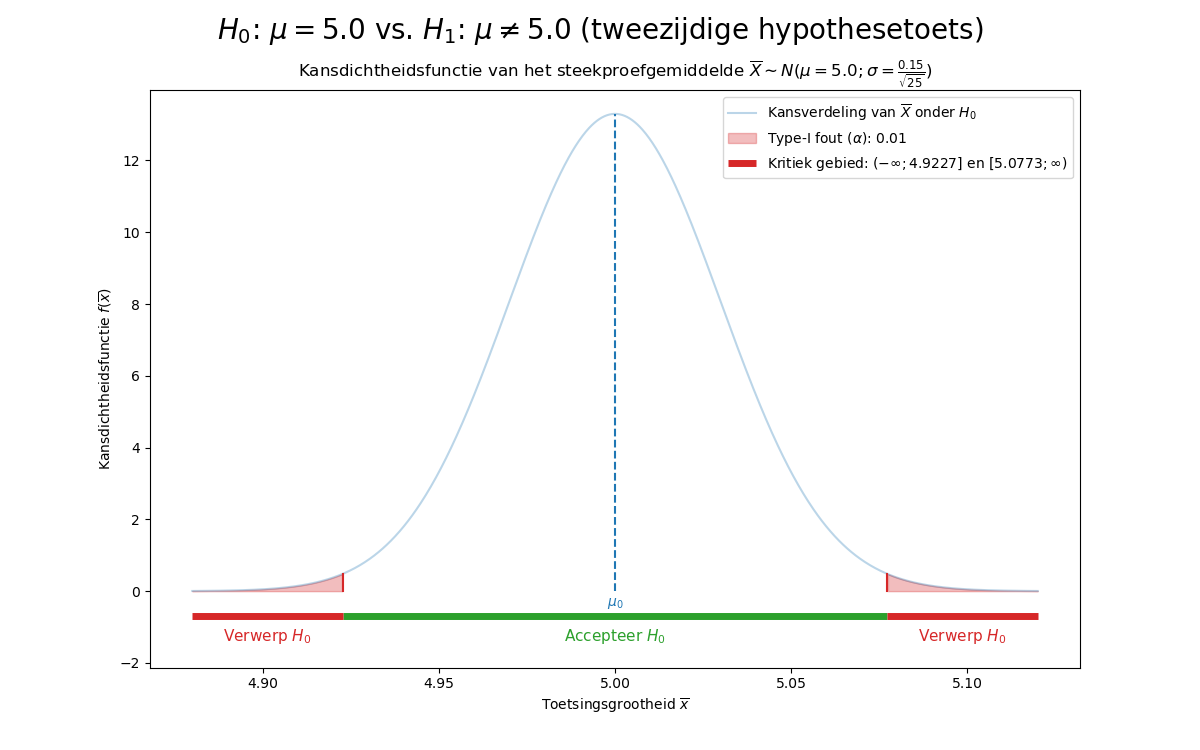 H₀: μ = 5.0 vs. H₁: μ ≠ 5.0 (tweezijdige hypothesetoets)
Kansdichtheidsfunctie van het steekproefgemiddelde X̅ ~ N(μ = 5.0; σ = 0.15/√25)
Kansverdeling van X̅ onder H₀
Type-I fout (α): 0.01
Kritiek gebied: (−∞; 4.9227] en [5.0773; ∞)
Kansdichtheidsfunctie f(x̅)
12
10
8
6
4
2
0
−2
μ₀
Verwerp H₀
Accepteer H₀
Verwerp H₀
4.90
4.95
5.00
5.05
5.10
Toetsingsgrootheid x̅